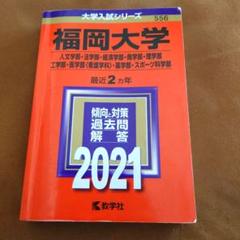 大学入試シリーズ
556
福岡大学
人文学部・法学部・経済学部・商学部・理学部
工学部・医学部〈看護学科〉・薬学部・スポーツ科学部
最近2カ年
傾向と対策
過去問
解答
2021
教学社